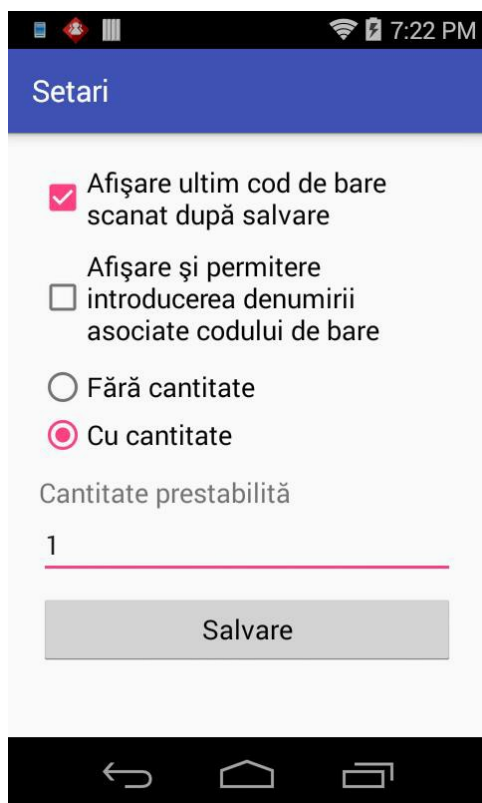 7:22 PM
Setari
Afişare ultim cod de bare
scanat după salvare
Afişare şi permitere
introducerea denumirii
asociate codului de bare
Fără cantitate
Cu cantitate
Cantitate prestabilită
1
Salvare